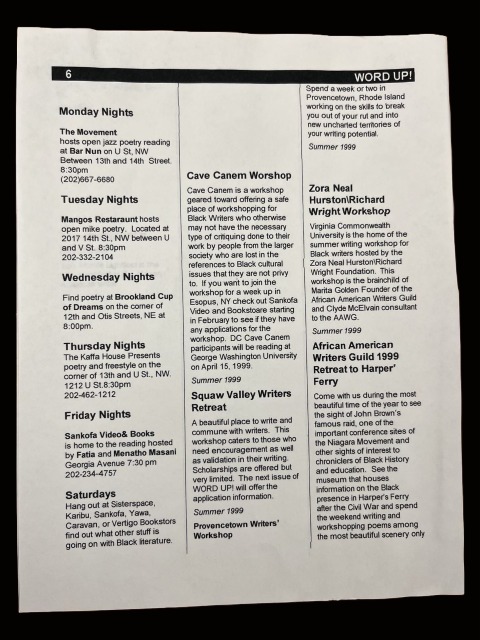 6
WORD UP!
Monday Nights
The Movement
hosts open jazz poetry reading
at Bar Nun on U St, NW
Between 13th and 14th Street.
8:30pm
(202)667-6680
Tuesday Nights
Mangos Restaraunt hosts
open mike poetry. Located at
2017 14th St., NW between U
and V St. 8:30pm
202-332-2104
Wednesday Nights
Find poetry at Brookland Cup
of Dreams on the corner of
12th and Otis Streets, NE at
8:00pm.
Thursday Nights
The Kaffa House Presents
poetry and freestyle on the
corner of 13th and U St., NW.
1212 U St.8:30pm
202-462-1212
Friday Nights
Sankofa Video& Books
is home to the reading hosted
by Fatia and Menatho Masani
Georgia Avenue 7:30 pm
202-234-4757
Saturdays
Hang out at Sisterspace,
Karibu, Sankofa, Yawa,
Caravan, or Vertigo Bookstors
find out what other stuff is
going on with Black literature.
Cave Canem Worshop
Cave Canem is a workshop
geared toward offering a safe
place of workshopping for
Black Writers who otherwise
may not have the necessary
type of critiquing done to their
work by people from the larger
society who are lost in the
references to Black cultural
issues that they are not privy
to. If you want to join the
workshop for a week up in
Esopus, NY check out Sankofa
Video and Bookstoare starting
in February to see if they have
any applications for the
workshop. DC Cave Canem
participants will be reading at
George Washington University
on April 15, 1999.
Summer 1999
Squaw Valley Writers
Retreat
A beautiful place to write and
commune with writers. This
workshop caters to those who
need encouragement as well
as validation in their writing.
Scholarships are offered but
very limited. The next issue of
WORD UP! will offer the
application information.
Summer 1999
Provencetown Writers'
Workshop
Spend a week or two in
Provencetown, Rhode Island
working on the skills to break
you out of your rut and into
new uncharted territories of
your writing potential.
Summer 1999
Zora Neal
Hurston\Richard
Wright Workshop
Virginia Commonwealth
University is the home of the
summer writing workshop for
Black writers hosted by the
Zora Neal Hurston\Richard
Wright Foundation. This
workshop is the brainchild of
Marita Golden Founder of the
African American Writers Guild
and Clyde McElvain consultant
to the AAWG.
Summer 1999
African American
Writers Guild 1999
Retreat to Harper'
Ferry
Come with us during the most
beautiful time of the year to see
the sight of John Brown's
famous raid, one of the
important conference sites of
the Niagara Movement and
other sights of interest to
chroniclers of Black History
and education. See the
museum that houses
information on the Black
presence in Harper's Ferry
after the Civil War and spend
the weekend writing and
workshopping poems among
the most beautiful scenery only